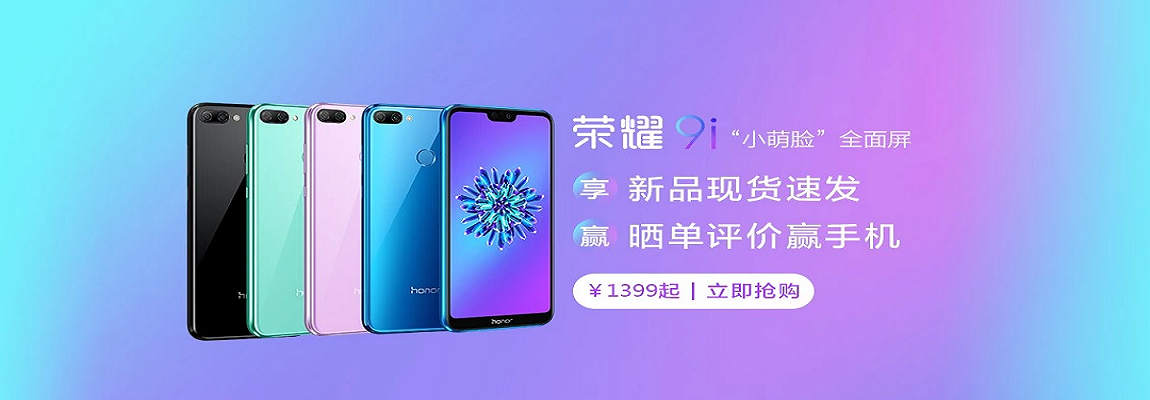 荣耀 9i “小萌脸”全面屏
享 新品现货速发
赢 晒单评价赢手机
¥1399起 | 立即抢购
honor
honor